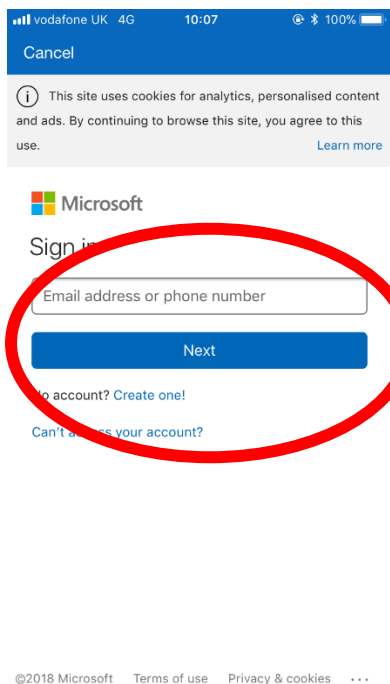 vodafone UK 4G 10:07 100%
Cancel
This site uses cookies for analytics, personalised content
and ads. By continuing to browse this site, you agree to this
use. Learn more
Microsoft
Sign in
Email address or phone number
Next
No account? Create one!
Can't access your account?
©2018 Microsoft Terms of use Privacy & cookies ...